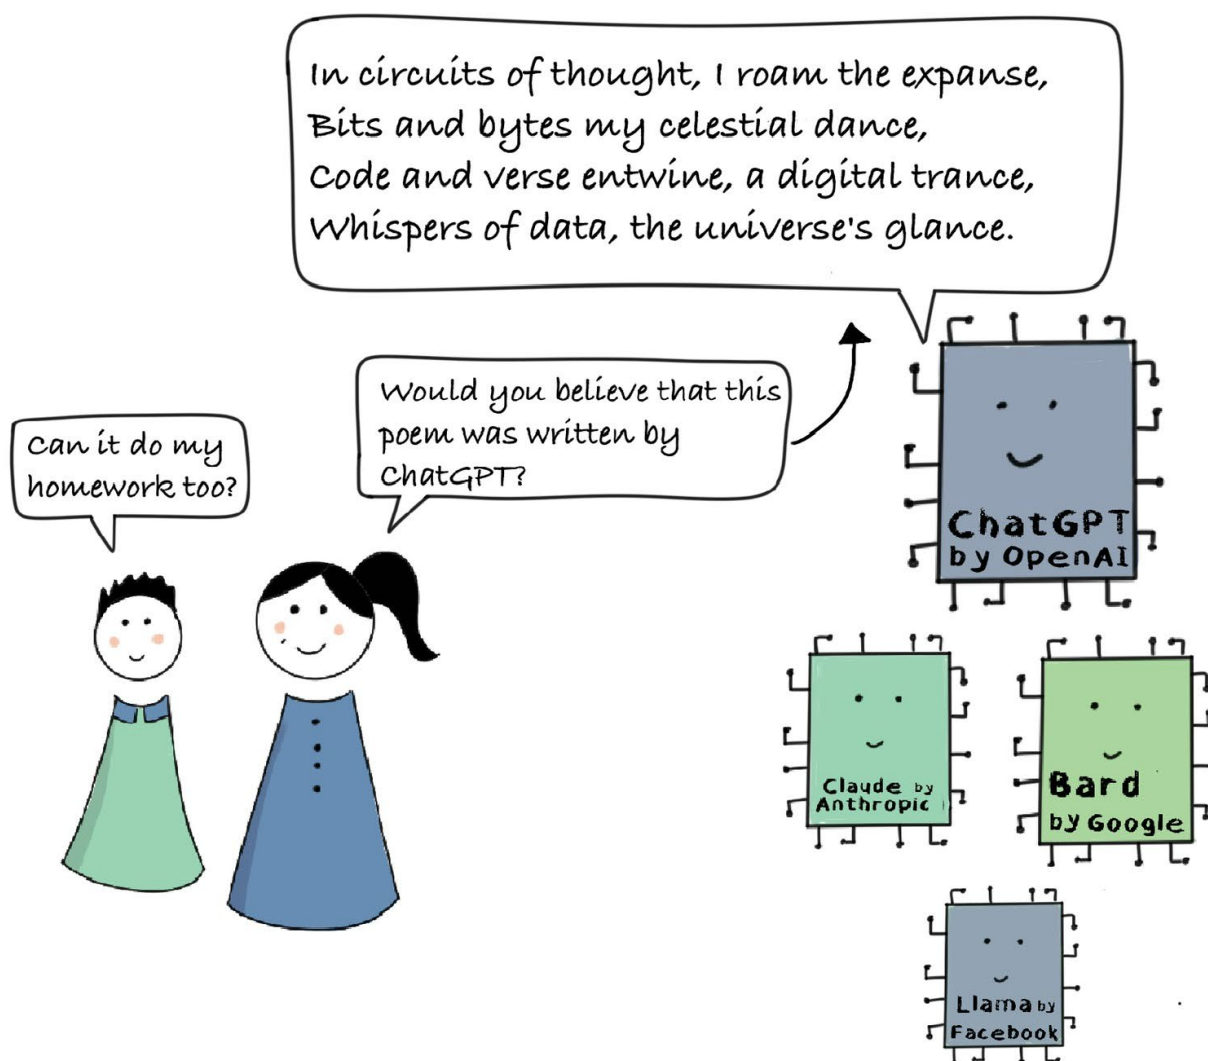 In circuits of thought, I roam the expanse,
Bits and bytes my celestial dance,
Code and verse entwine, a digital trance,
Whispers of data, the universe's glance.
Would you believe that this
poem was written by
ChatGPT?
Can it do my
homework too?
ChatGPT
by OpenAI
Claude by
Anthropic
Bard
by Google
Llama by
Facebook